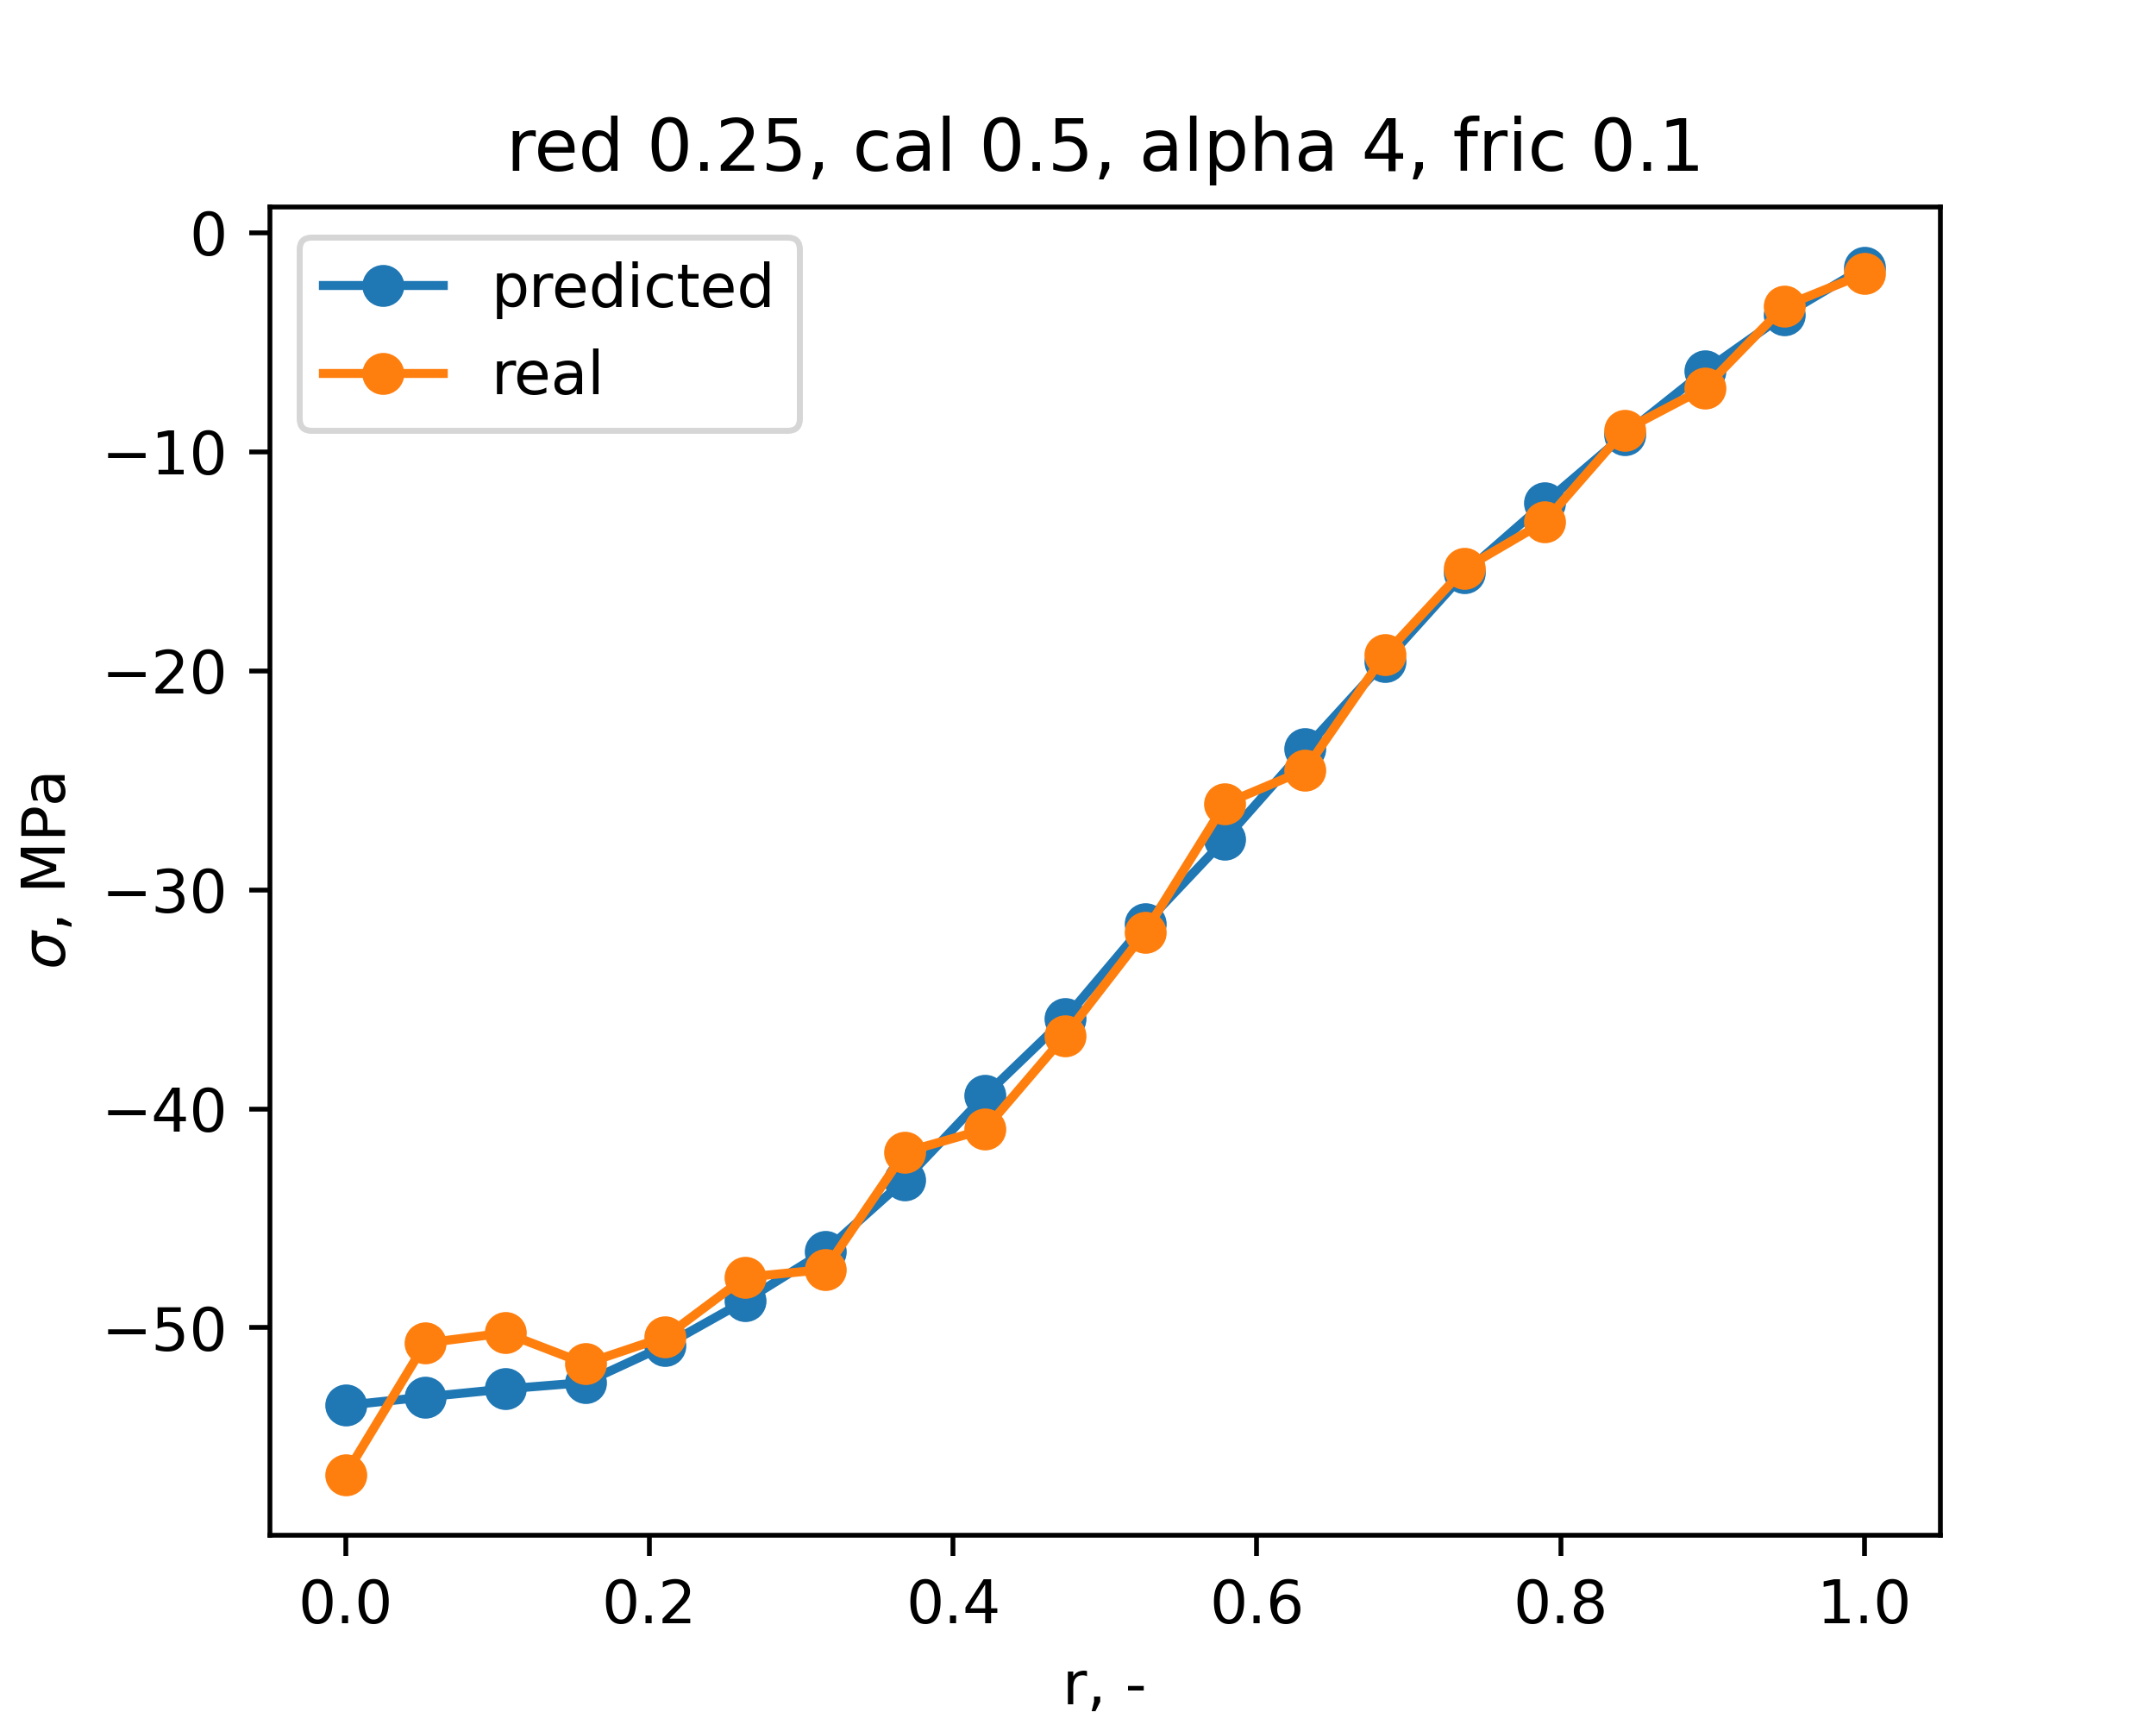 red 0.25, cal 0.5, alpha 4, fric 0.1
predicted
real
0
−10
−20
−30
−40
−50
σ, MPa
0.0 0.2 0.4 0.6 0.8 1.0
r, -